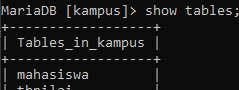 MariaDB [kampus]> show tables;
+------------------+
| Tables_in_kampus |
+------------------+
| mahasiswa        |